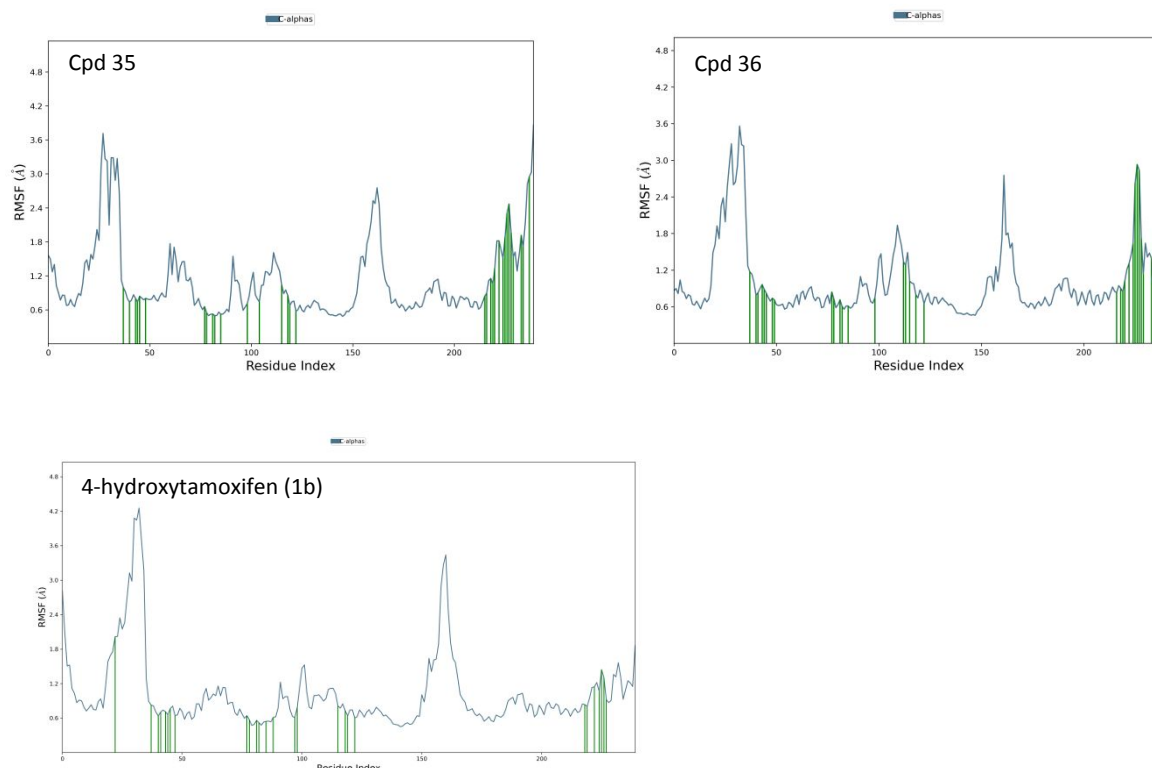 C-alphas
Cpd 35
4.8
4.2
3.6
3.0
2.4
1.8
1.2
0.6
RMSF (Å)
0 50 100 150 200
Residue Index
C-alphas
Cpd 36
4.8
4.2
3.6
3.0
2.4
1.8
1.2
0.6
RMSF (Å)
0 50 100 150 200
Residue Index
C-alphas
4-hydroxytamoxifen (1b)
4.8
4.2
3.6
3.0
2.4
1.8
1.2
0.6
RMSF (Å)
0 50 100 150 200
Residue Index